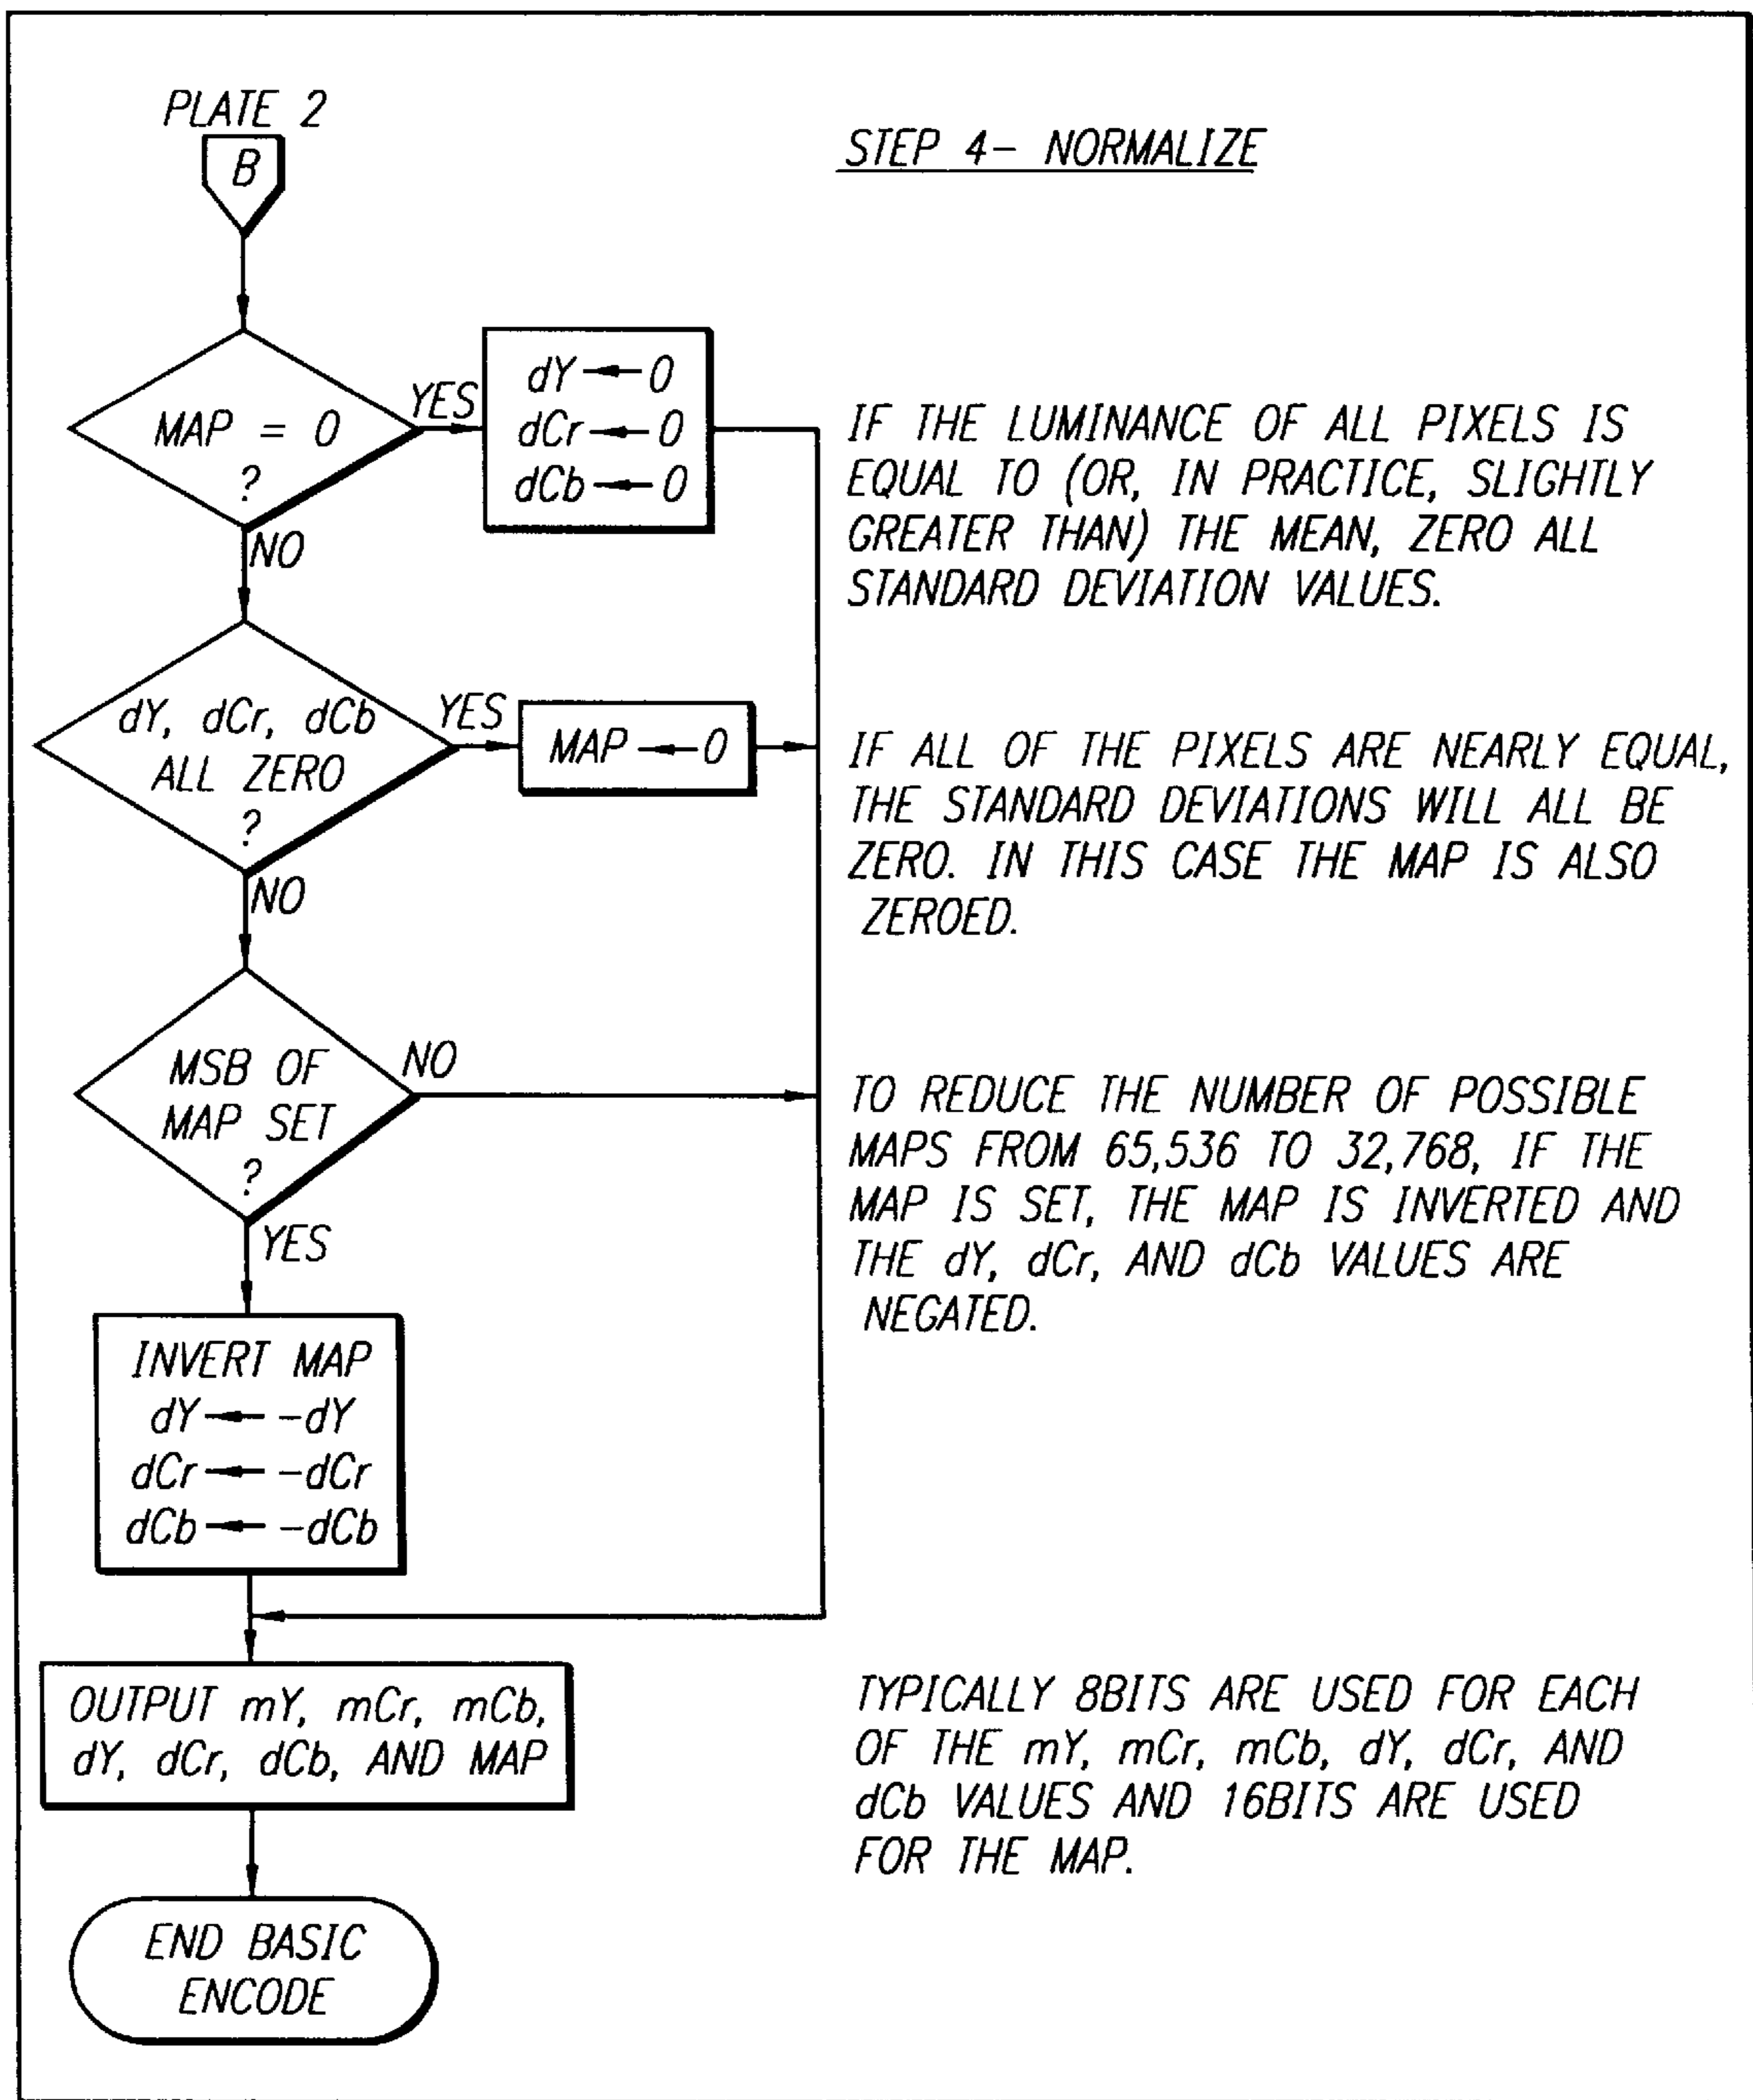 PLATE 2
B
STEP 4- NORMALIZE
MAP = 0
?
YES
NO
dY ← 0
dCr ← 0
dCb ← 0
IF THE LUMINANCE OF ALL PIXELS IS
EQUAL TO (OR, IN PRACTICE, SLIGHTLY
GREATER THAN) THE MEAN, ZERO ALL
STANDARD DEVIATION VALUES.
dY, dCr, dCb
ALL ZERO
?
YES
NO
MAP ← 0
IF ALL OF THE PIXELS ARE NEARLY EQUAL,
THE STANDARD DEVIATIONS WILL ALL BE
ZERO. IN THIS CASE THE MAP IS ALSO
ZEROED.
MSB OF
MAP SET
?
NO
YES
TO REDUCE THE NUMBER OF POSSIBLE
MAPS FROM 65,536 TO 32,768, IF THE
MAP IS SET, THE MAP IS INVERTED AND
THE dY, dCr, AND dCb VALUES ARE
NEGATED.
INVERT MAP
dY ← -dY
dCr ← -dCr
dCb ← -dCb
OUTPUT mY, mCr, mCb,
dY, dCr, dCb, AND MAP
TYPICALLY 8BITS ARE USED FOR EACH
OF THE mY, mCr, mCb, dY, dCr, AND
dCb VALUES AND 16BITS ARE USED
FOR THE MAP.
END BASIC
ENCODE